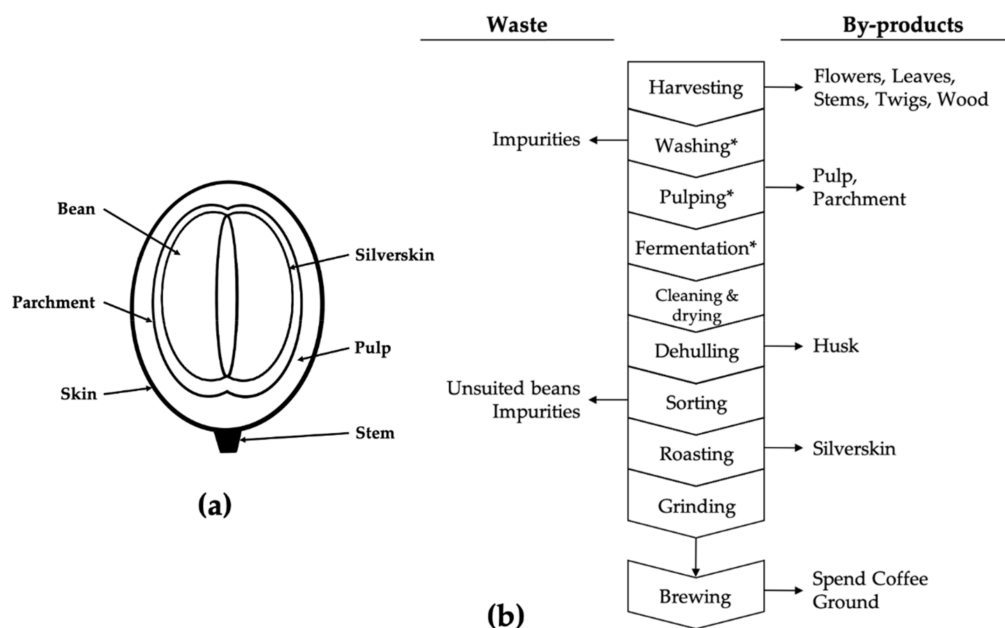 Bean
Silverskin
Parchment
Pulp
Skin
Stem
(a)
Waste
By-products
Harvesting
Flowers, Leaves,
Stems, Twigs, Wood
Impurities
Washing*
Pulping*
Pulp,
Parchment
Fermentation*
Cleaning &
drying
Dehulling
Husk
Unsuited beans
Impurities
Sorting
Roasting
Silverskin
Grinding
Brewing
Spend Coffee
Ground
(b)